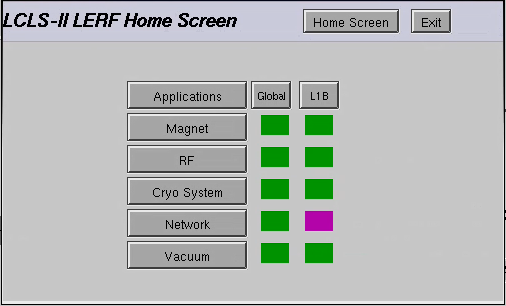 LCLS-II LERF Home Screen Home Screen Exit
Applications Global L1B
Magnet
RF
Cryo System
Network
Vacuum